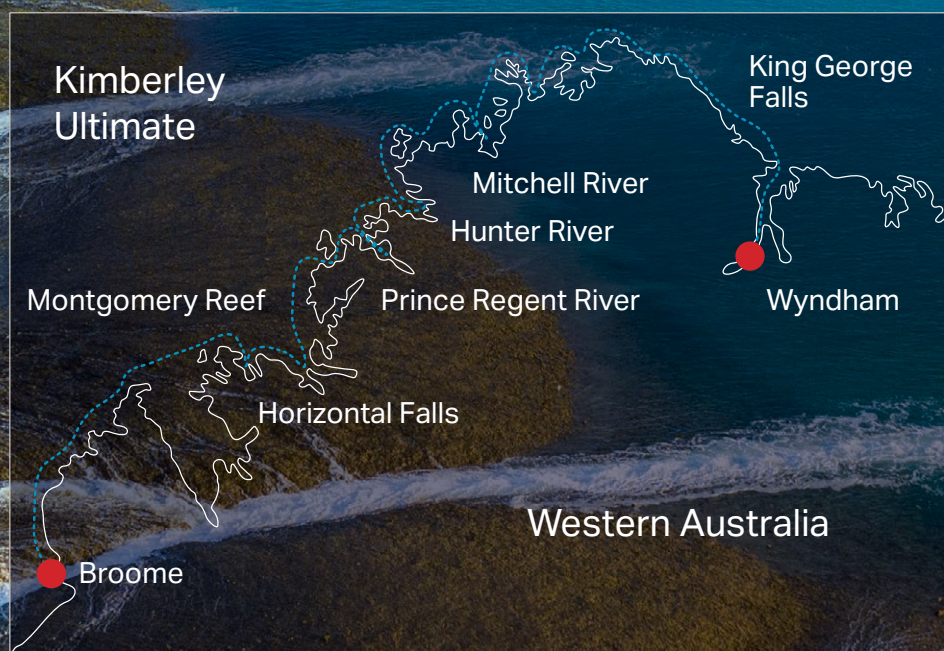 Kimberley
Ultimate
King George
Falls
Mitchell River
Hunter River
Montgomery Reef
Prince Regent River
Wyndham
Horizontal Falls
Western Australia
Broome